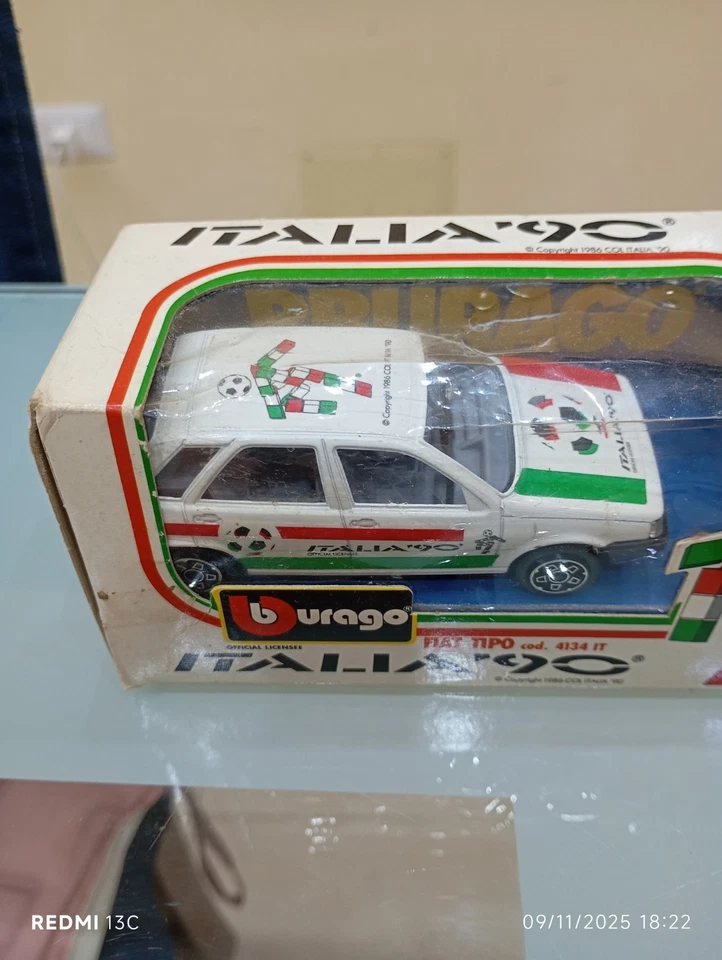 ITALIA'90®
© Copyright 1986 COL ITALIA '90
BBURAGO
© Copyright 1986 COL ITALIA '90
®
ITALIA'90
ITALIA'90
OFFICIAL LICENSEE
burago®
OFFICIAL LICENSEE
FIAT TIPO cod. 4134 IT
ITALIA'90®
© Copyright 1986 COL ITALIA '90
REDMI 13C
09/11/2025 18:22